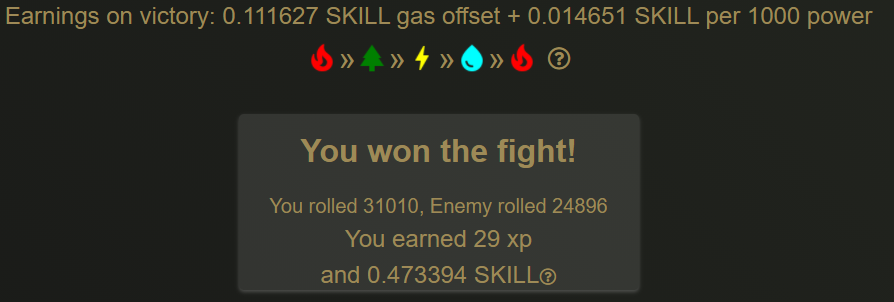 Earnings on victory: 0.111627 SKILL gas offset + 0.014651 SKILL per 1000 power
» » » » ?
You won the fight!
You rolled 31010, Enemy rolled 24896
You earned 29 xp
and 0.473394 SKILL?